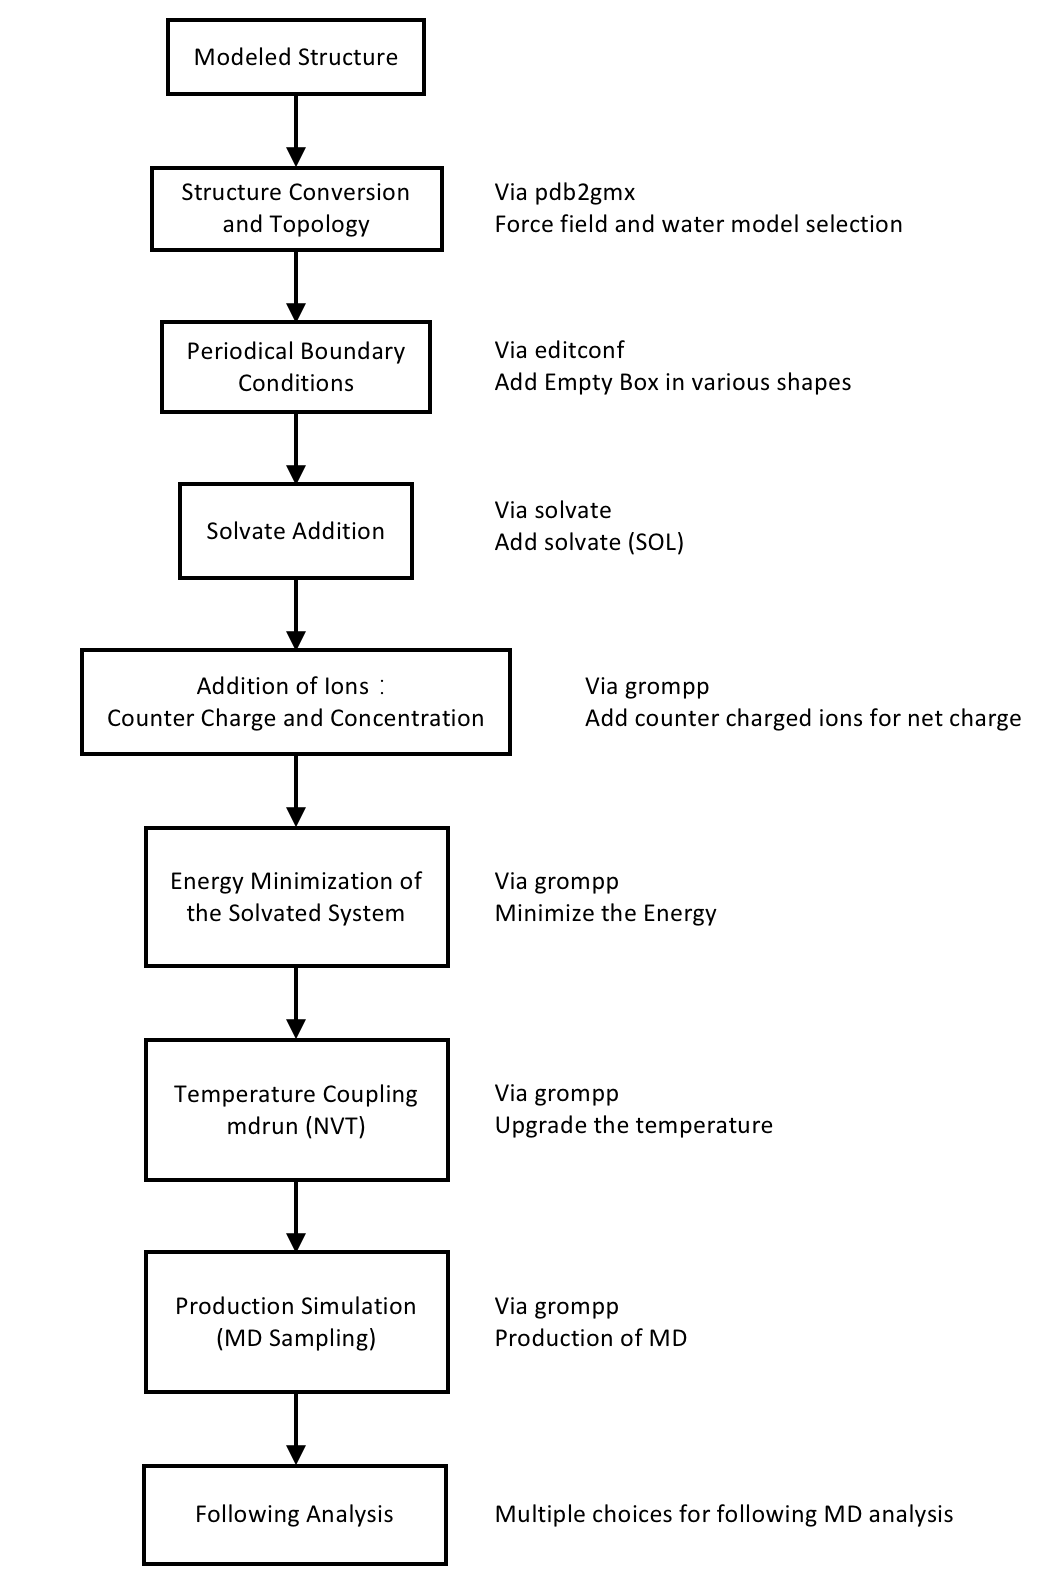 Modeled Structure
Structure Conversion
and Topology
Via pdb2gmx
Force field and water model selection
Periodical Boundary
Conditions
Via editconf
Add Empty Box in various shapes
Solvate Addition
Via solvate
Add solvate (SOL)
Addition of Ions：
Counter Charge and Concentration
Via grompp
Add counter charged ions for net charge
Energy Minimization of
the Solvated System
Via grompp
Minimize the Energy
Temperature Coupling
mdrun (NVT)
Via grompp
Upgrade the temperature
Production Simulation
(MD Sampling)
Via grompp
Production of MD
Following Analysis
Multiple choices for following MD analysis